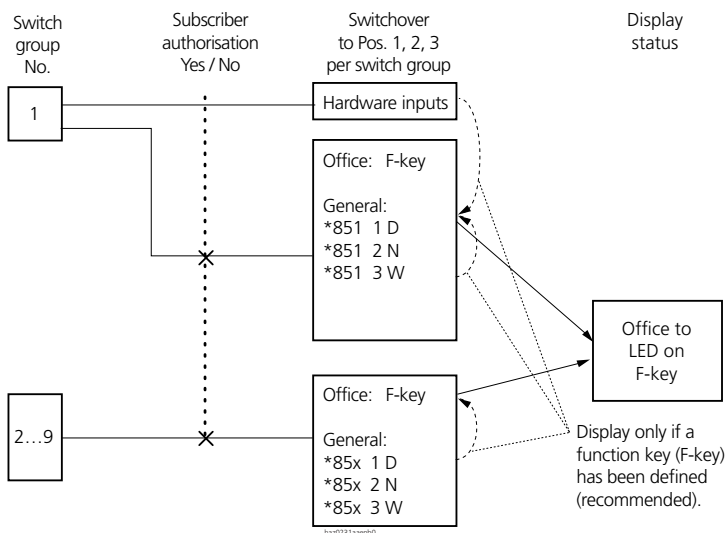 Switch
group
No.
Subscriber
authorisation
Yes / No
Switchover
to Pos. 1, 2, 3
per switch group
Display
status
1
Hardware inputs
Office: F-key
General:
*851 1 D
*851 2 N
*851 3 W
Office to
LED on
F-key
2...9
Office: F-key
General:
*85x 1 D
*85x 2 N
*85x 3 W
Display only if a
function key (F-key)
has been defined
(recommended).